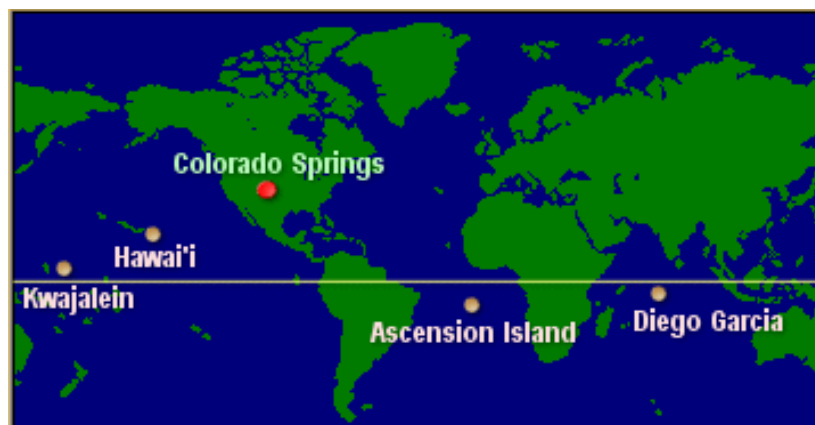 Colorado Springs
Hawai'i
Kwajalein
Ascension Island
Diego Garcia